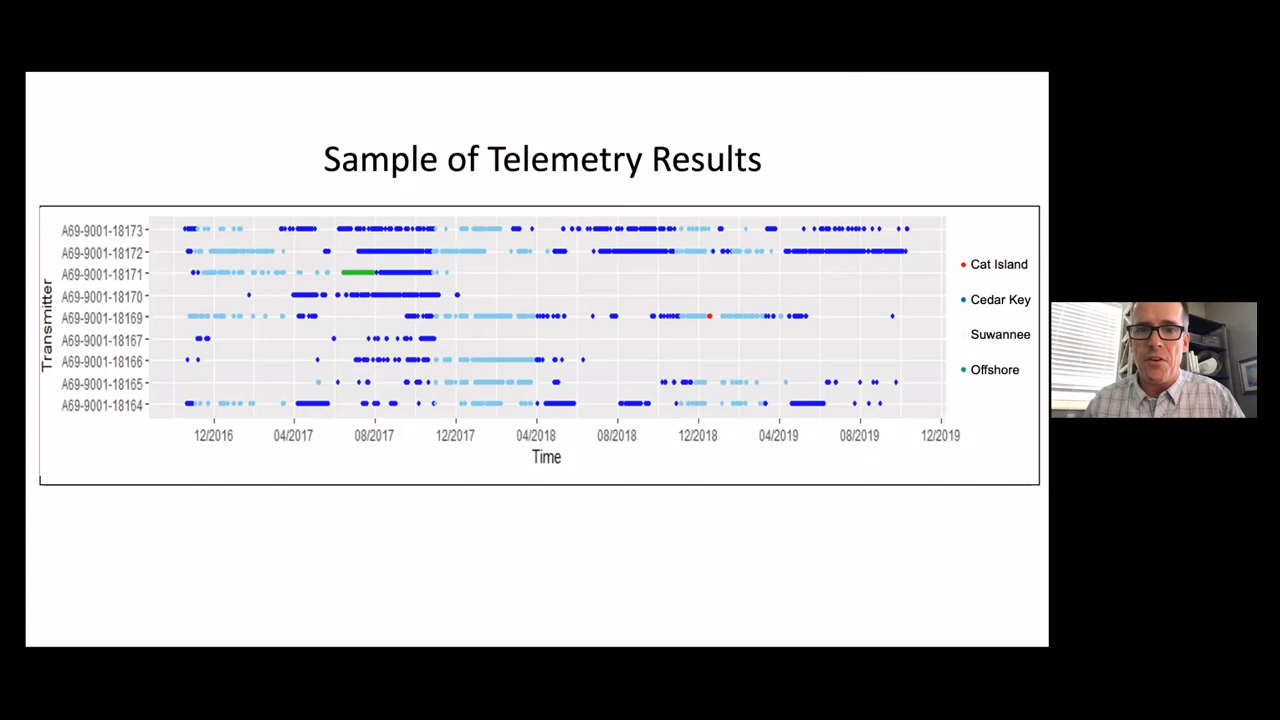 Sample of Telemetry Results
Transmitter
A69-9001-18173
A69-9001-18172
A69-9001-18171
A69-9001-18170
A69-9001-18169
A69-9001-18167
A69-9001-18166
A69-9001-18165
A69-9001-18164
12/2016 04/2017 08/2017 12/2017 04/2018 08/2018 12/2018 04/2019 08/2019 12/2019
Time
Cat Island
Cedar Key
Suwannee
Offshore